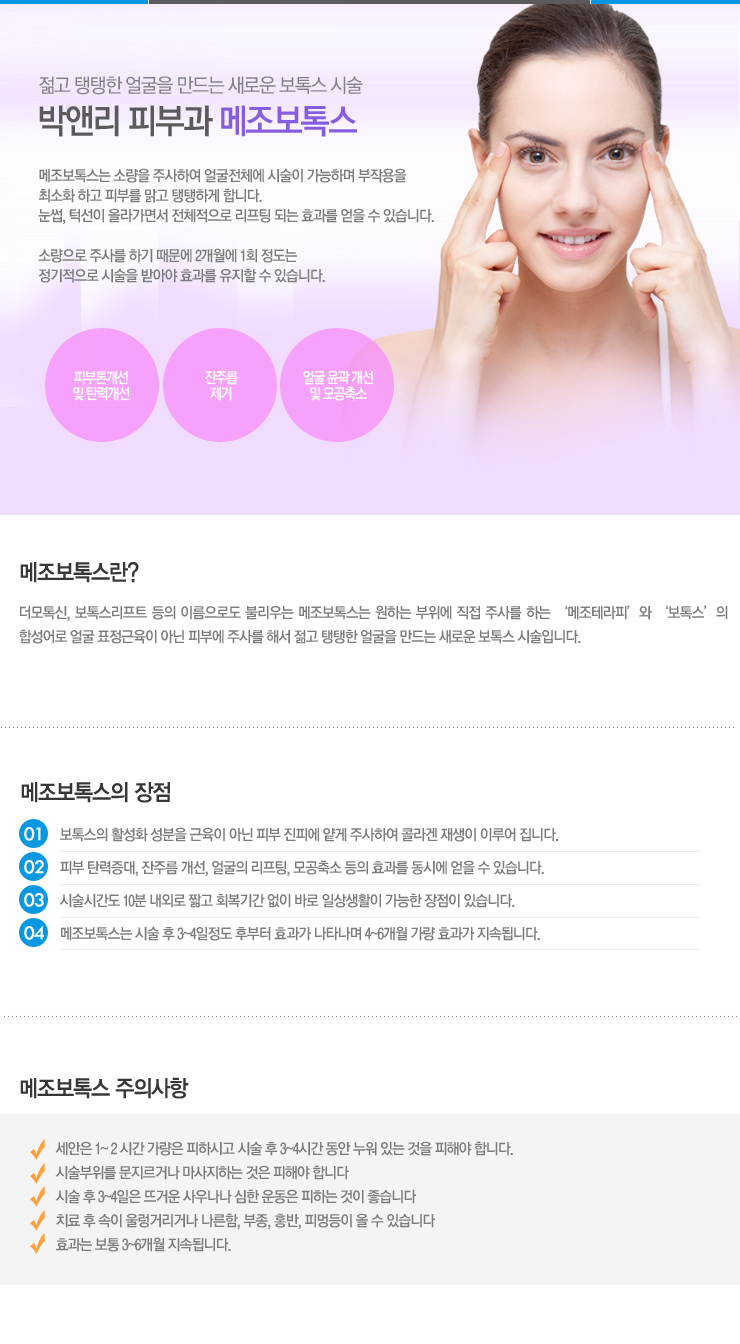 젊고 탱탱한 얼굴을 만드는 새로운 보톡스 시술
박앤리 피부과 메조보톡스
메조보톡스는 소량을 주사하여 얼굴전체에 시술이 가능하며 부작용을
최소화 하고 피부를 맑고 탱탱하게 합니다.
눈썹, 턱선이 올라가면서 전체적으로 리프팅 되는 효과를 얻을 수 있습니다.
소량으로 주사를 하기 때문에 2개월에 1회 정도는
정기적으로 시술을 받아야 효과를 유지할 수 있습니다.
피부톤개선
및 탄력개선
잔주름
제거
얼굴 윤곽 개선
및 모공축소
메조보톡스란?
더모톡신, 보톡스리프트 등의 이름으로도 불리우는 메조보톡스는 원하는 부위에 직접 주사를 하는 ‘메조테라피’ 와 ‘보톡스’ 의
합성어로 얼굴 표정근육이 아닌 피부에 주사를 해서 젊고 탱탱한 얼굴을 만드는 새로운 보톡스 시술입니다.
메조보톡스의 장점
01 보톡스의 활성화 성분을 근육이 아닌 피부 진피에 얕게 주사하여 콜라겐 재생이 이루어 집니다.
02 피부 탄력증대, 잔주름 개선, 얼굴의 리프팅, 모공축소 등의 효과를 동시에 얻을 수 있습니다.
03 시술시간도 10분 내외로 짧고 회복기간 없이 바로 일상생활이 가능한 장점이 있습니다.
04 메조보톡스는 시술 후 3~4일정도 후부터 효과가 나타나며 4~6개월 가량 효과가 지속됩니다.
메조보톡스 주의사항
세안은 1~ 2 시간 가량은 피하시고 시술 후 3~4시간 동안 누워 있는 것을 피해야 합니다.
시술부위를 문지르거나 마사지하는 것은 피해야 합니다
시술 후 3~4일은 뜨거운 사우나나 심한 운동은 피하는 것이 좋습니다
치료 후 속이 울렁거리거나 나른함, 부종, 홍반, 피멍등이 올 수 있습니다
효과는 보통 3~6개월 지속됩니다.